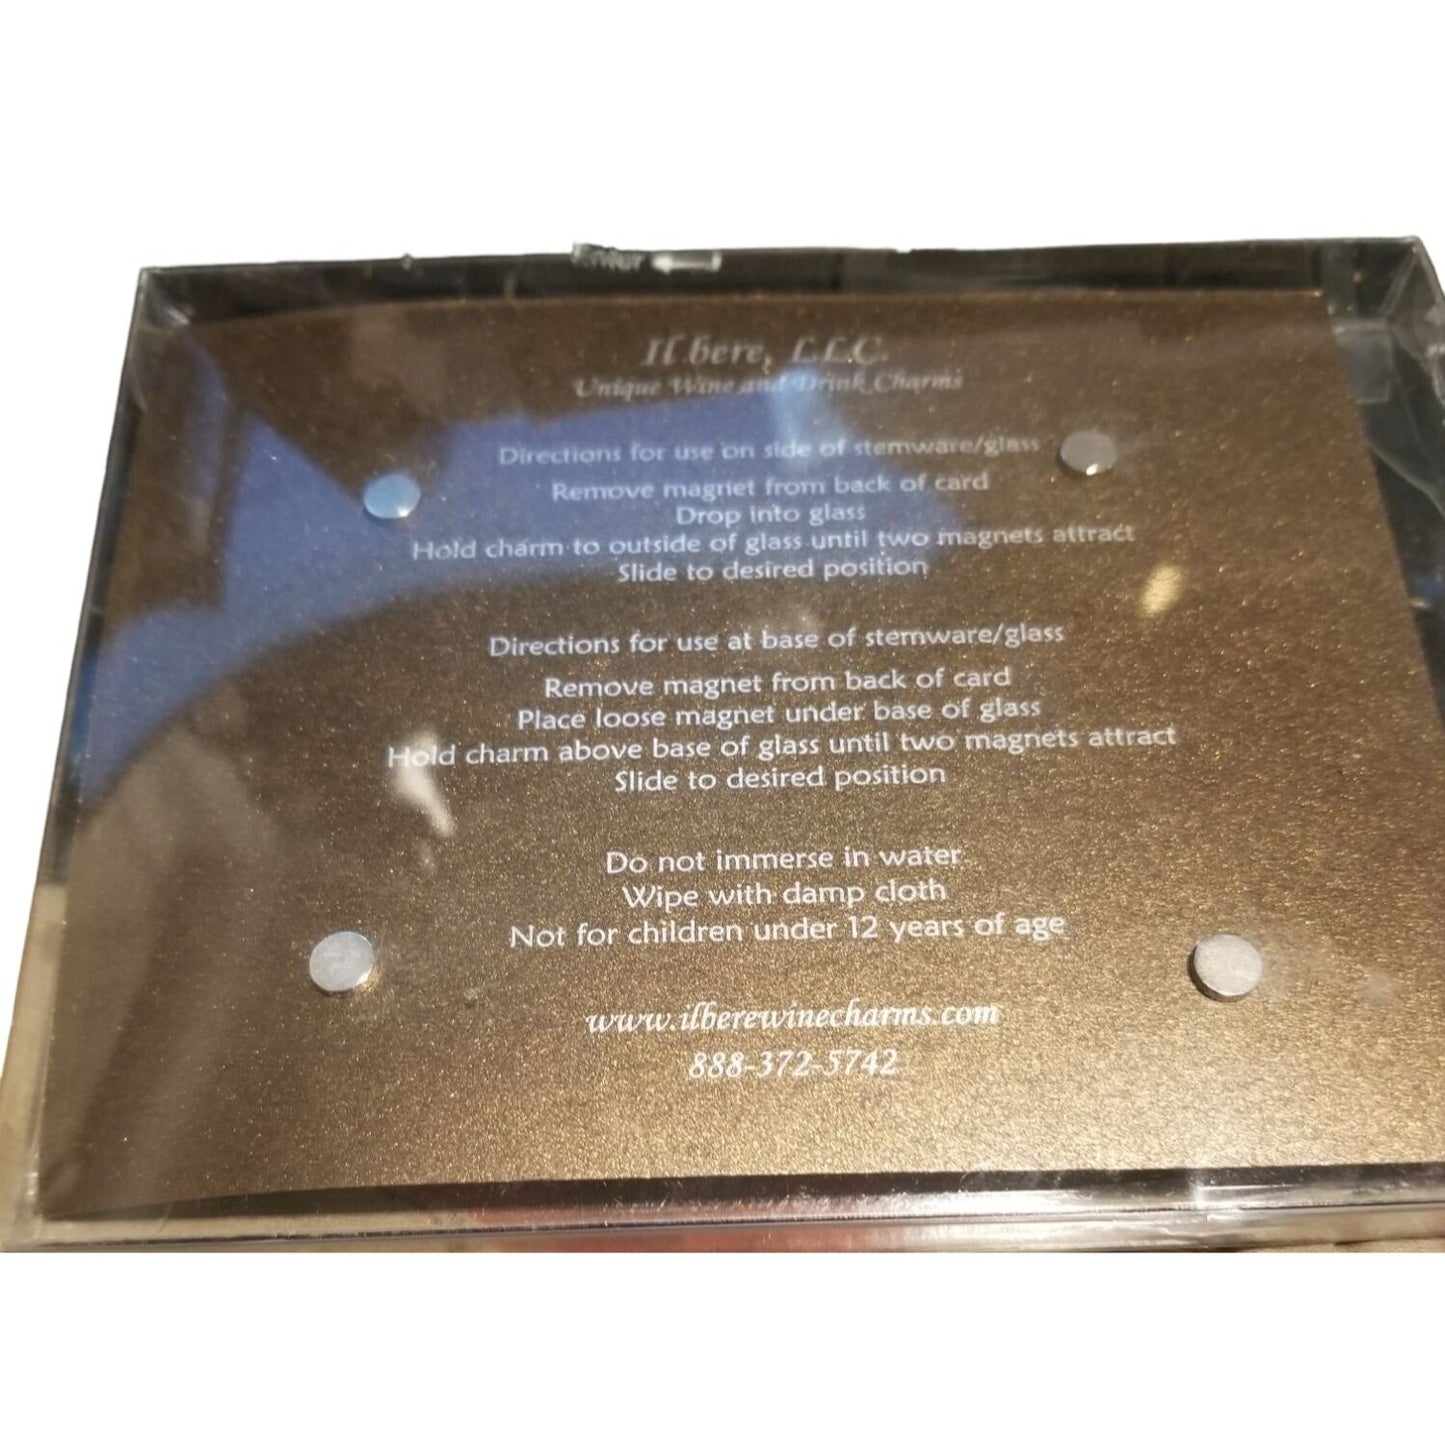 Il bere, LLC.
Unique Wine and Drink Charms
Directions for use on side of stemware/glass
Remove magnet from back of card
Drop into glass
Hold charm to outside of glass until two magnets attract
Slide to desired position
Directions for use at base of stemware/glass
Remove magnet from back of card
Place loose magnet under base of glass
Hold charm above base of glass until two magnets attract
Slide to desired position
Do not immerse in water
Wipe with damp cloth
Not for children under 12 years of age
www.ilberewinecharms.com
888-372-5742